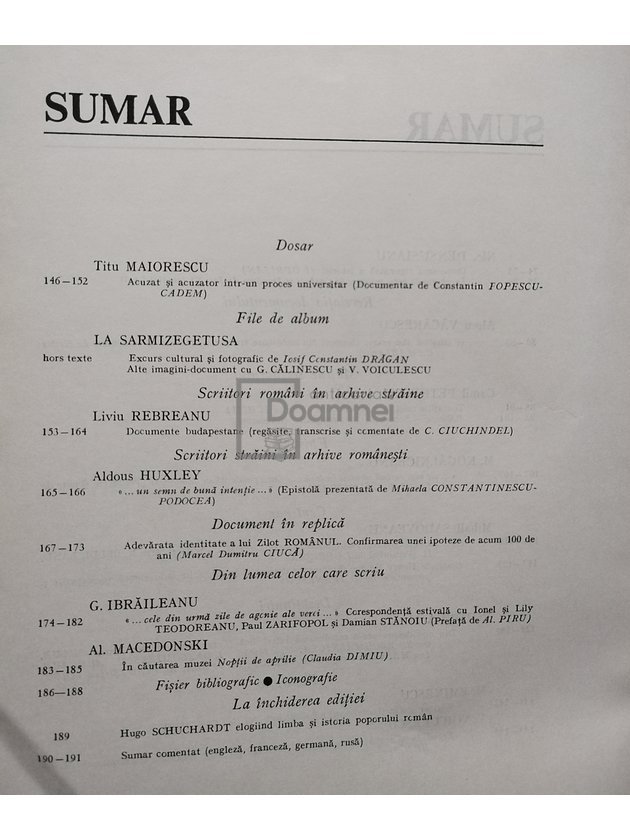 SUMAR
Dosar
Titu MAIORESCU
146—152 Acuzat și acuzator într-un proces universitar (Documentar de Constantin POPESCU-
CADEM)
File de album
LA SARMIZEGETUSA
hors texte Excurs cultural și fotografic de Iosif Constantin DRĂGAN
Alte imagini-document cu G. CĂLINESCU și V. VOICULESCU
Scriitori români în arhive străine
Liviu REBREANU
153—164 Documente budapestane (regăsite, transcrise și comentate de C. CIUCHINDEL)
Scriitori străini în arhive românești
Aldous HUXLEY
165—166 «... un semn de bună intenție ...» (Epistolă prezentată de Mihaela CONSTANTINESCU-
PODOCEA)
Document în replică
167—173 Adevărata identitate a lui Zilot ROMÂNUL. Confirmarea unei ipoteze de acum 100 de
ani (Marcel Dumitru CIUCĂ)
Din lumea celor care scriu
G. IBRĂILEANU
174—182 «...cele din urmă zile de agonie ale verii ...» Corespondență estivală cu Ionel și Lily
TEODOREANU, Paul ZARIFOPOL și Damian STĂNOIU (Prefață de Al. PIRU)
Al. MACEDONSKI
183—185 În căutarea muzei Nopții de aprilie (Claudia DIMIU)
186—188 Fișier bibliografic ● Iconografie
La închiderea ediției
189 Hugo SCHUCHARDT elogiind limba și istoria poporului român
190—191 Sumar comentat (engleză, franceză, germană, rusă)
Doamnei